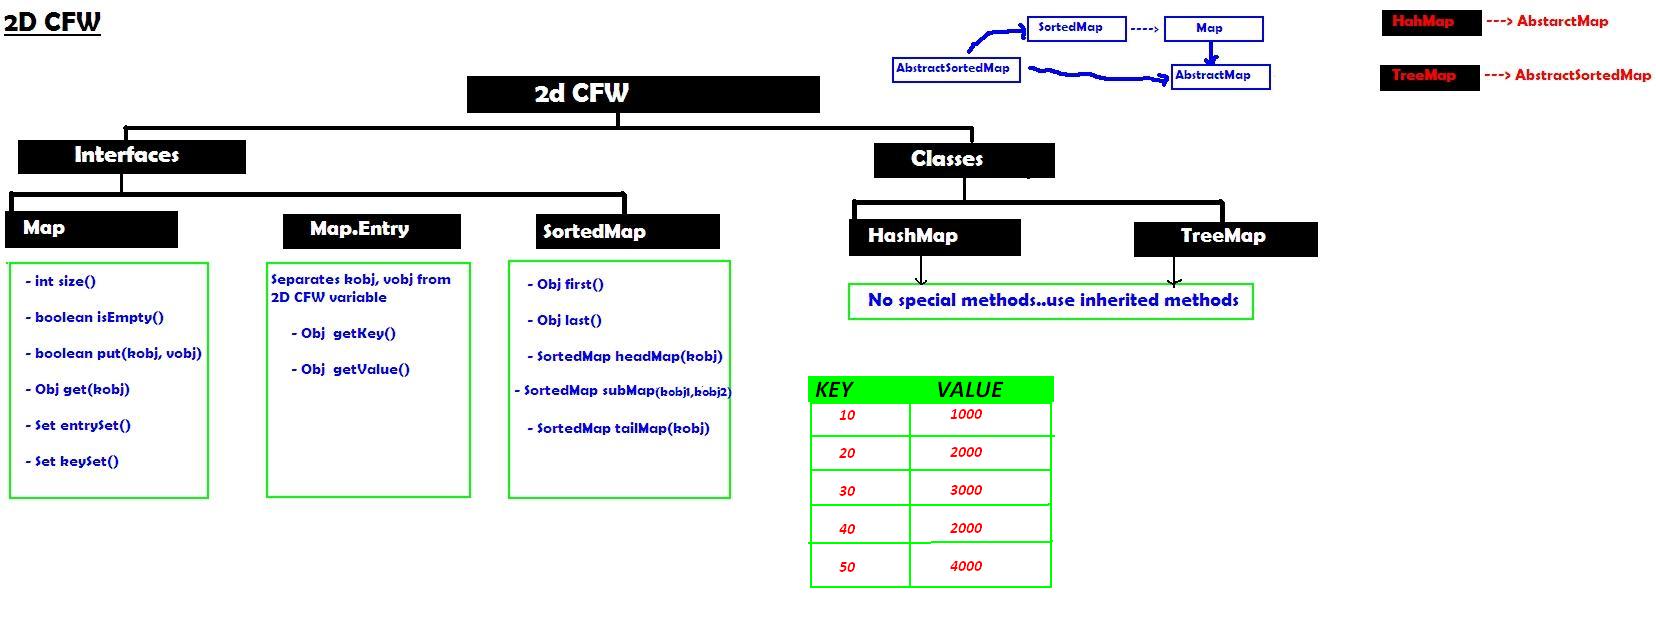 2D CFW
SortedMap ----> Map
AbstractSortedMap
AbstractMap
HahMap ---> AbstarctMap
TreeMap ---> AbstractSortedMap
2d CFW
Interfaces
Classes
Map
Map.Entry
SortedMap
HashMap
TreeMap
- int size()
- boolean isEmpty()
- boolean put(kobj, vobj)
- Obj get(kobj)
- Set entrySet()
- Set keySet()
Separates kobj, vobj from
2D CFW variable
- Obj getKey()
- Obj getValue()
- Obj first()
- Obj last()
- SortedMap headMap(kobj)
- SortedMap subMap(kobj1,kobj2)
- SortedMap tailMap(kobj)
No special methods..use inherited methods
KEY VALUE
10 1000
20 2000
30 3000
40 2000
50 4000